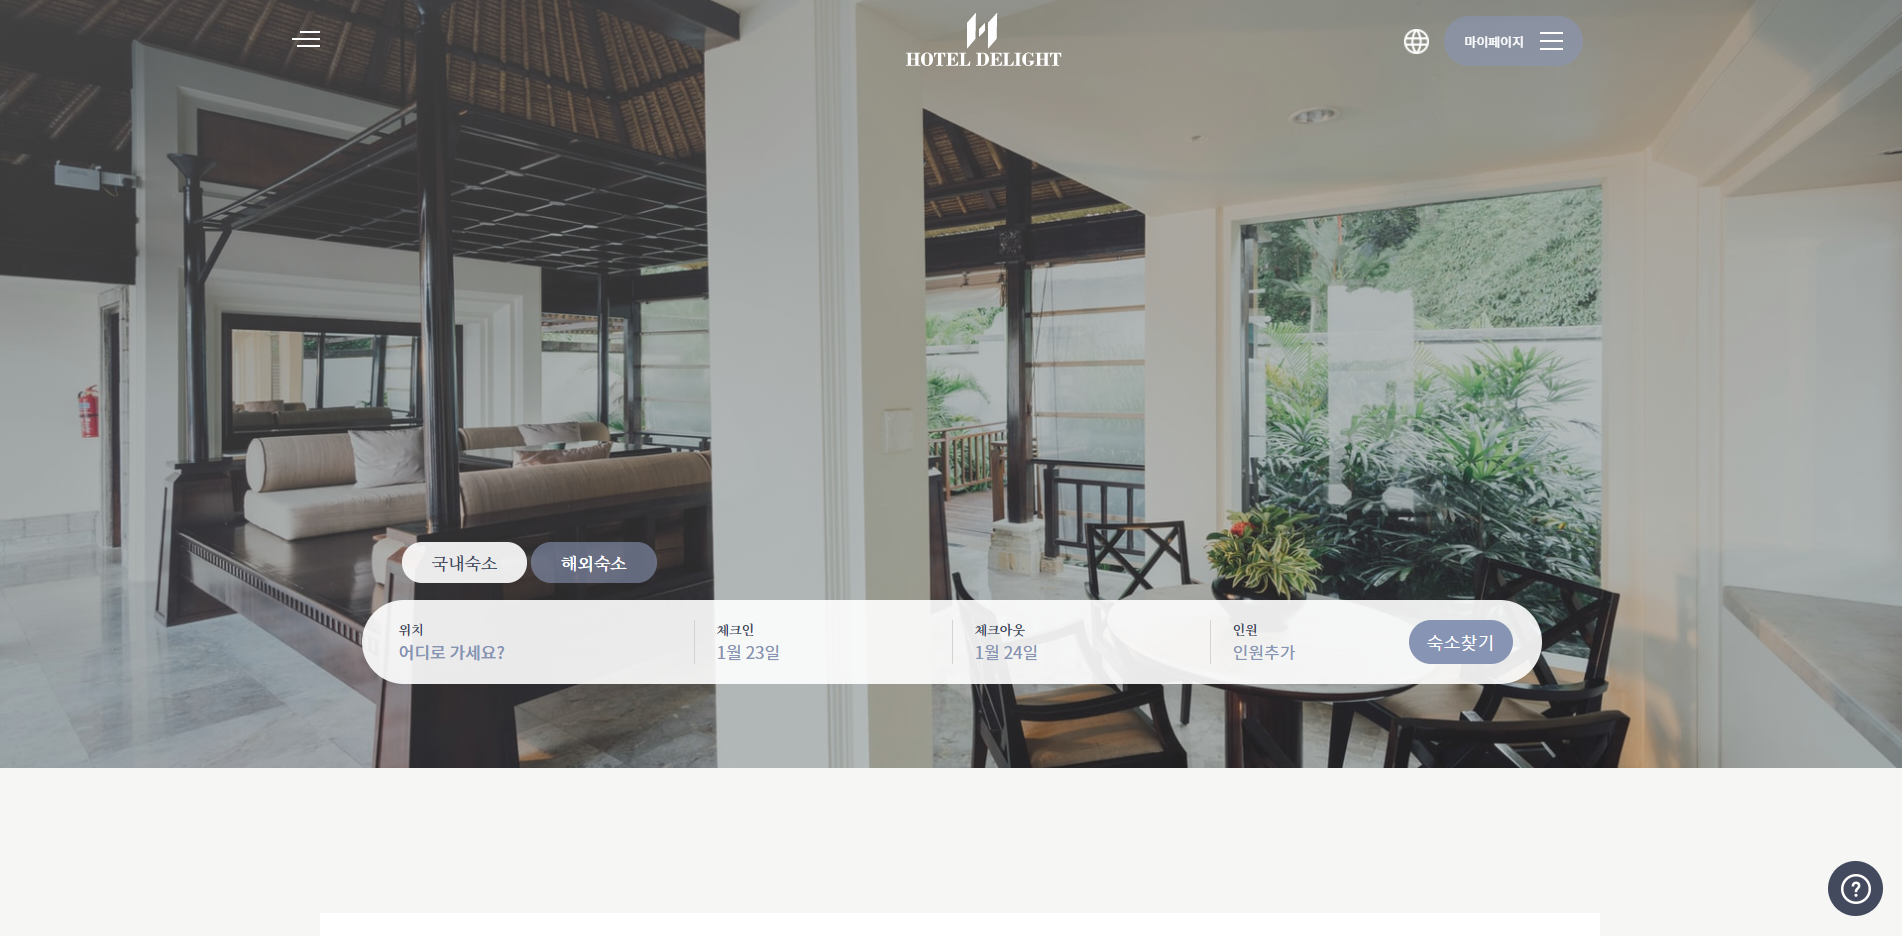 HOTEL DELIGHT
마이페이지
국내숙소
해외숙소
위치
어디로 가세요?
체크인
1월 23일
체크아웃
1월 24일
인원
인원추가
숙소찾기